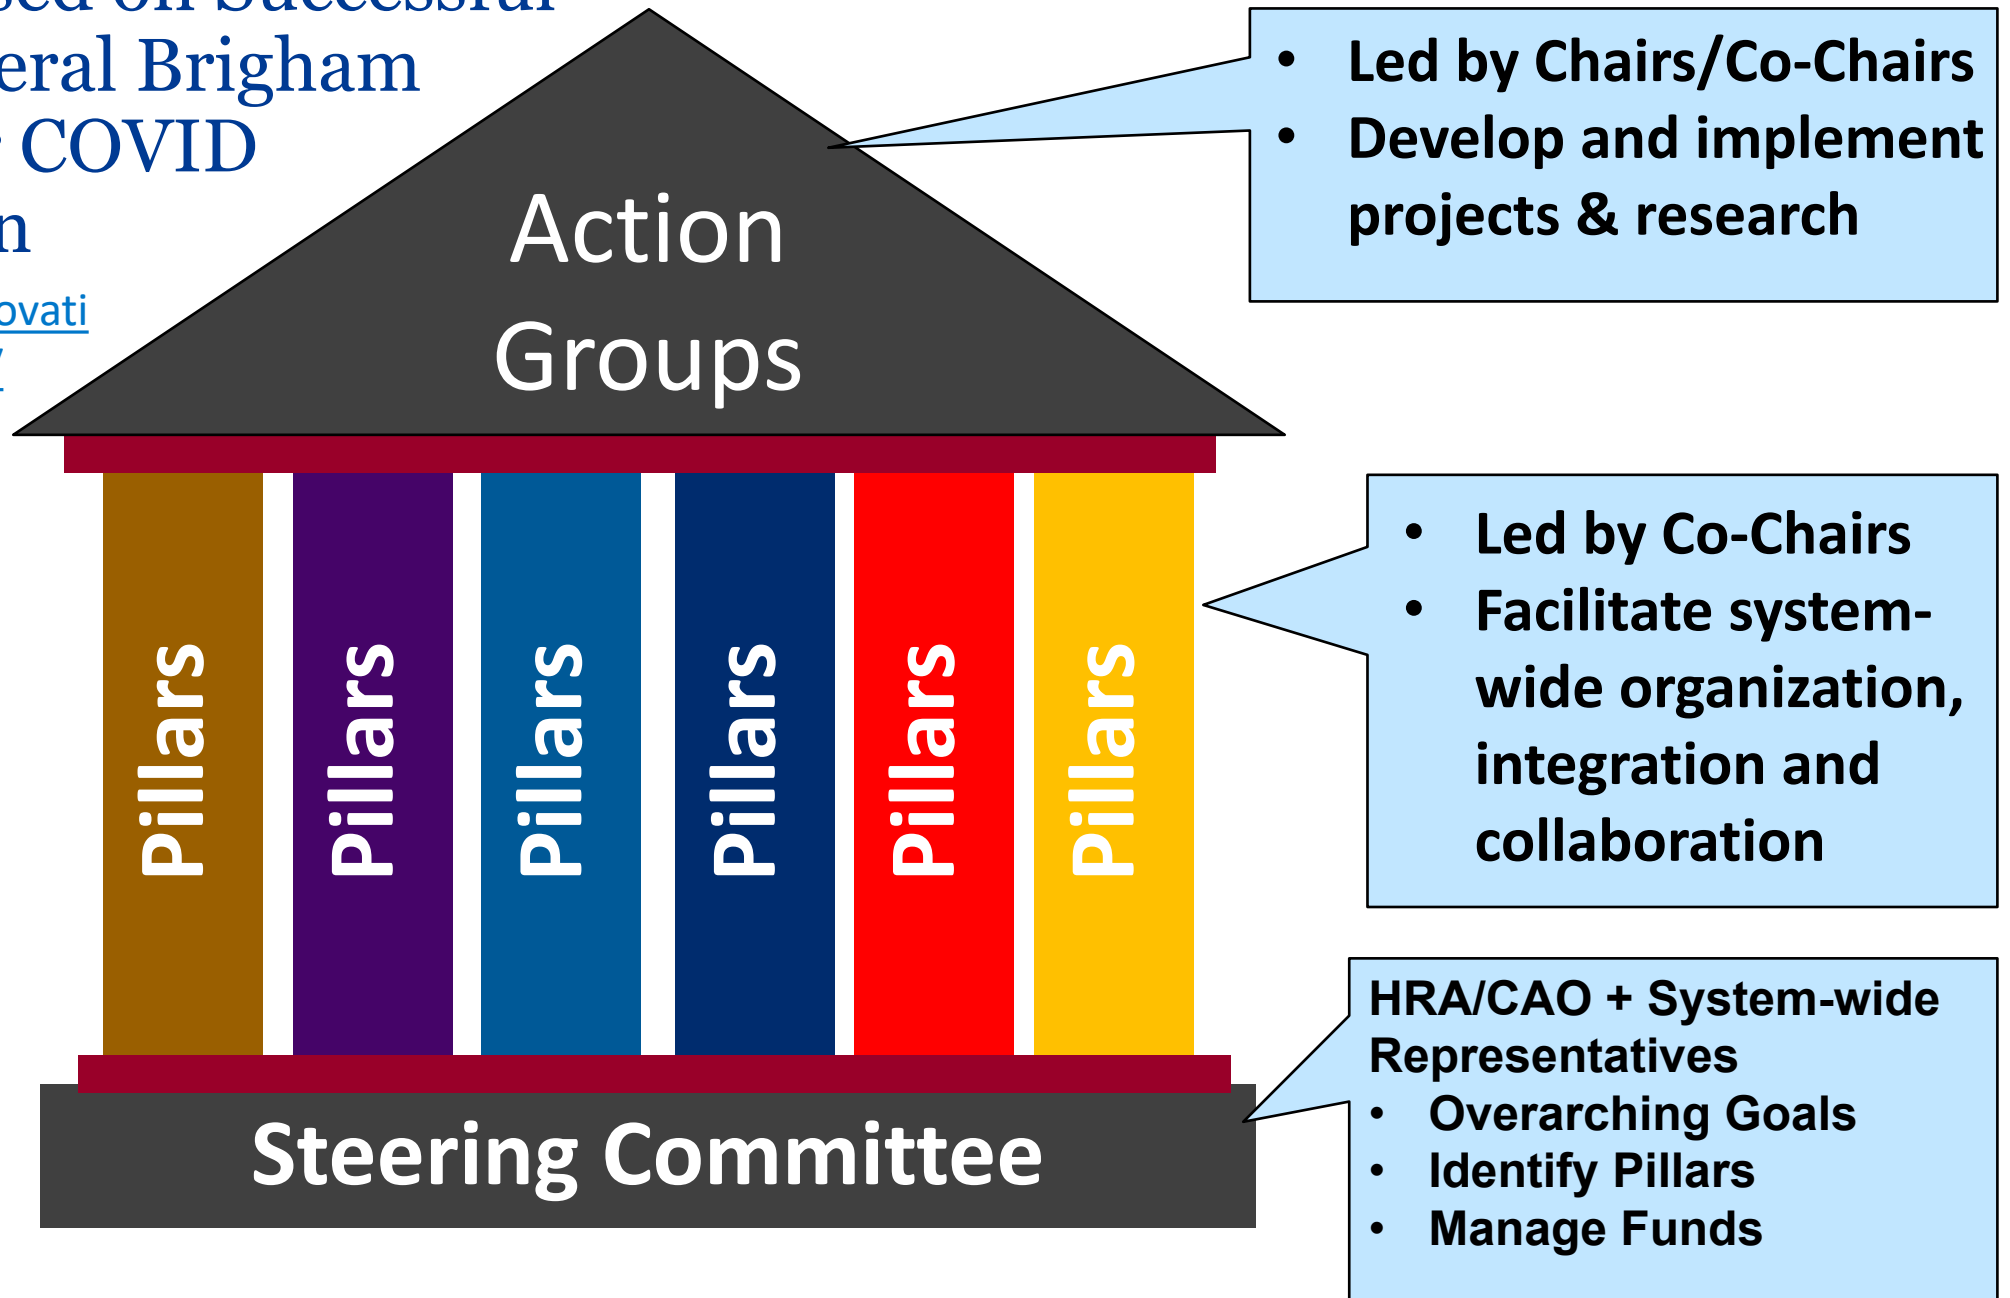 Successful
Brigham
COVID
Action
Groups
• Led by Chairs/Co-Chairs
• Develop and implement
projects & research
Pillars
Pillars
Pillars
Pillars
Pillars
Pillars
• Led by Co-Chairs
• Facilitate system-
wide organization,
integration and
collaboration
Steering Committee
HRA/CAO + System-wide
Representatives
• Overarching Goals
• Identify Pillars
• Manage Funds